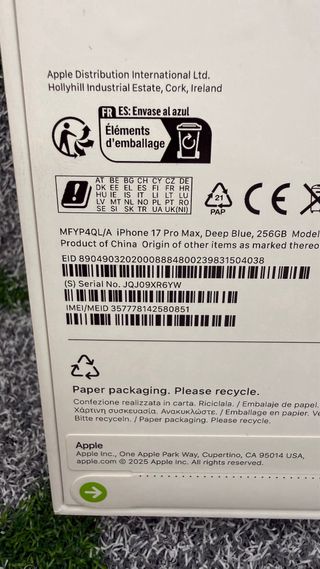 Apple Distribution International Ltd.
Hollyhill Industrial Estate, Cork, Ireland
FR ES: Envase al azul
Éléments
d'emballage
AT BE BG CH CY CZ DE
DK EE EL ES FI FR HR
HU IE IS IT LI LT LU
LV MT NL NO PL PT RO
SE SI SK TR UA UK(NI)
21
PAP
CE
MFYP4QL/A iPhone 17 Pro Max, Deep Blue, 256GB Model
Product of China Origin of other items as marked thereo
EID 89049032020008884800239831504038
(S) Serial No. JQJ09XR6YW
IMEI/MEID 357778142580851
Paper packaging. Please recycle.
Confezione realizzata in carta. Riciclala. / Embalaje de papel.
Χάρτινη συσκευασία. Ανακυκλώστε. / Emballage en papier. Ve
Bitte recyceln. / Papirkarton.
Apple
Apple Inc., One Apple Park Way, Cupertino, CA 95014 USA,
apple.com © 2025 Apple Inc. All rights reserved.